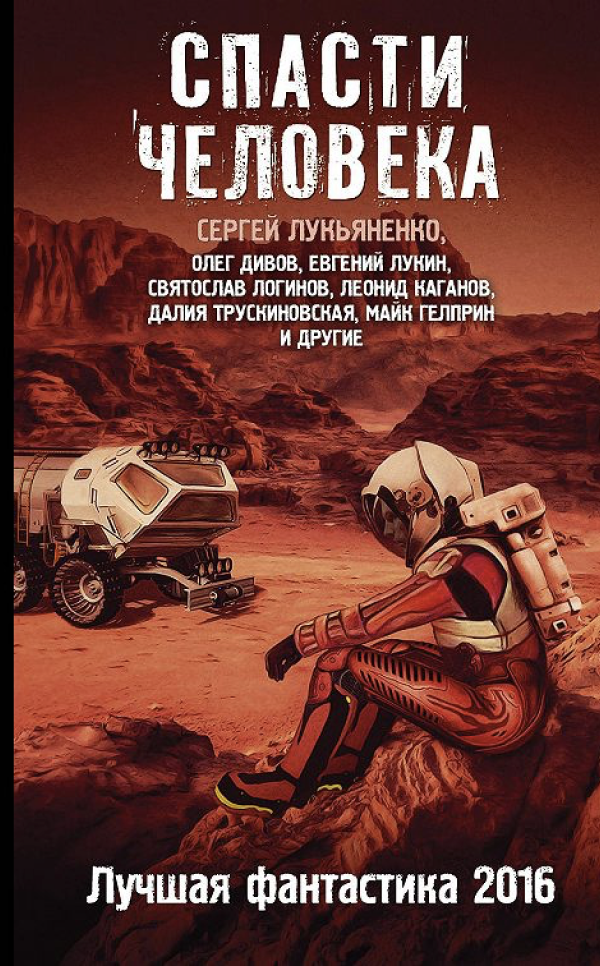 СПАСТИ
ЧЕЛОВЕКА
СЕРГЕЙ ЛУКЬЯНЕНКО,
ОЛЕГ ДИВОВ, ЕВГЕНИЙ ЛУКИН,
СВЯТОСЛАВ ЛОГИНОВ, ЛЕОНИД КАГАНОВ,
ДАЛИЯ ТРУСКИНОВСКАЯ, МАЙК ГЕЛПРИН
И ДРУГИЕ
Лучшая фантастика 2016